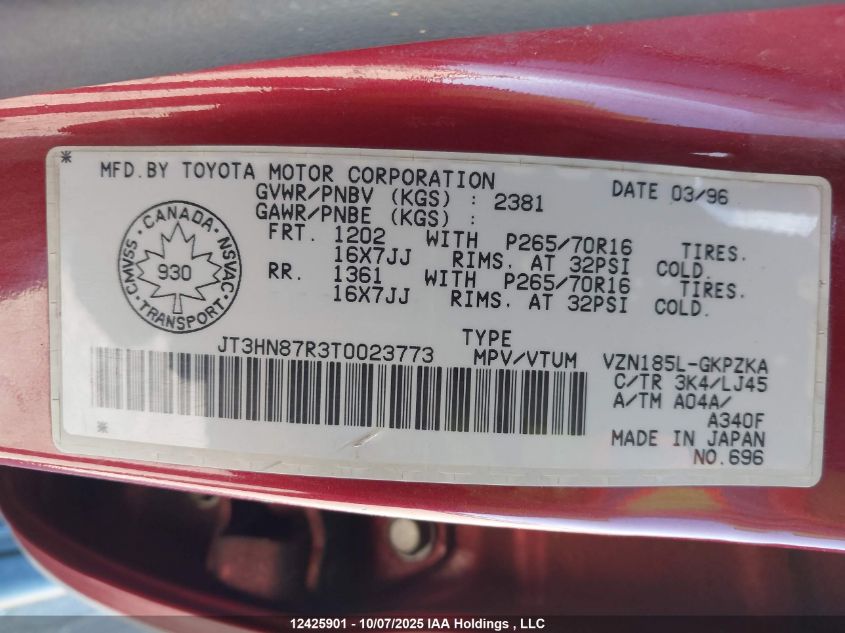 * MFD.BY TOYOTA MOTOR CORPORATION DATE 03/96
GVWR/PNBV (KGS) : 2381
GAWR/PNBE (KGS) :
FRT. 1202 WITH P265/70R16 TIRES.
16X7JJ RIMS. AT 32PSI COLD.
RR. 1361 WITH P265/70R16 TIRES.
16X7JJ RIMS. AT 32PSI COLD.
CMVSS · CANADA · NSVAC
930
TRANSPORT
JT3HN87R3T0023773 TYPE
MPV/VTUM VZN185L-GKPZKA
C/TR 3K4/LJ45
A/TM A04A/
A340F
* MADE IN JAPAN
NO.696
12425901 - 10/07/2025 IAA Holdings , LLC